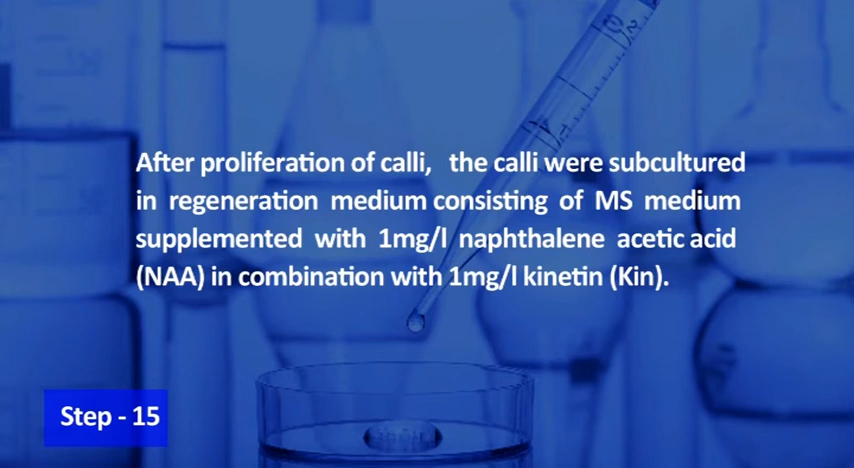 After proliferation of calli, the calli were subcultured
in regeneration medium consisting of MS medium
supplemented with 1mg/l naphthalene acetic acid
(NAA) in combination with 1mg/l kinetin (Kin).
Step - 15